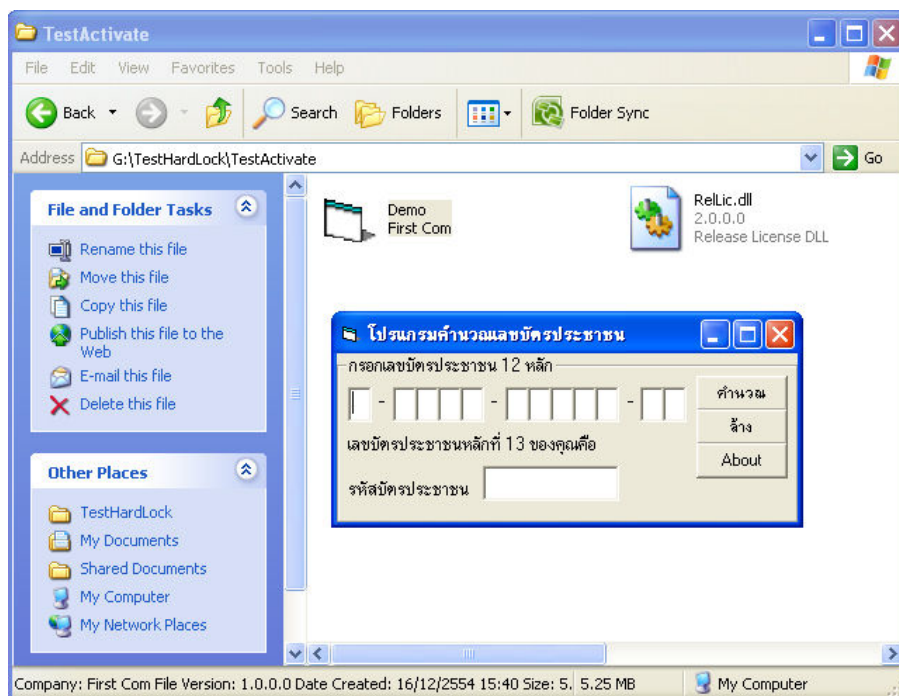 TestActivate
File Edit View Favorites Tools Help
Back Search Folders Folder Sync
Address G:\TestHardLock\TestActivate Go
File and Folder Tasks
Rename this file
Move this file
Copy this file
Publish this file to the
Web
E-mail this file
Delete this file
Other Places
TestHardLock
My Documents
Shared Documents
My Computer
My Network Places
Demo
First Com
RelLic.dll
2.0.0.0
Release License DLL
โปรแกรมคำนวณเลขบัตรประชาชน
กรอกเลขบัตรประชาชน 12 หลัก
- - -
คำนวณ
ล้าง
About
เลขบัตรประชาชนหลักที่ 13 ของคุณคือ
รหัสบัตรประชาชน
Company: First Com File Version: 1.0.0.0 Date Created: 16/12/2554 15:40 Size: 5. 5.25 MB My Computer